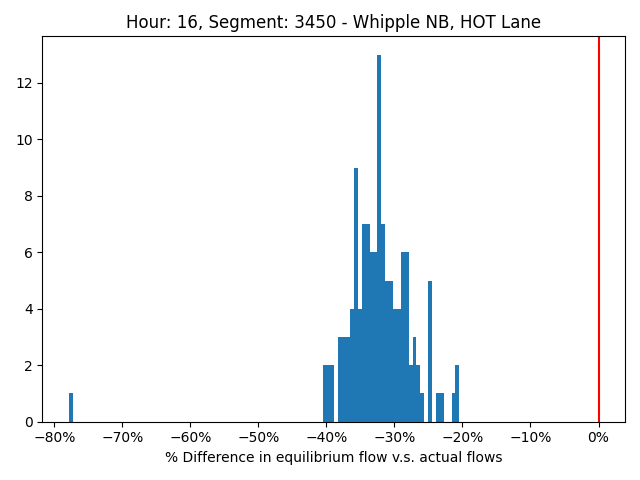 Hour: 16, Segment: 3450 - Whipple NB, HOT Lane
12
10
8
6
4
2
0
−80% −70% −60% −50% −40% −30% −20% −10% 0%
% Difference in equilibrium flow v.s. actual flows